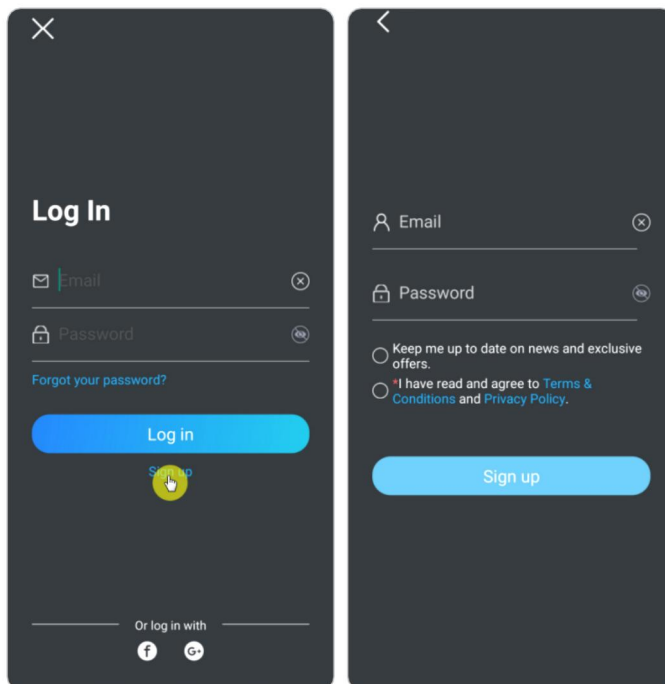 Log In
Email
Password
Forgot your password?
Log in
Sign up
Or log in with
f
G+
Email
Password
Keep me up to date on news and exclusive
offers.
*I have read and agree to Terms &
Conditions and Privacy Policy.
Sign up